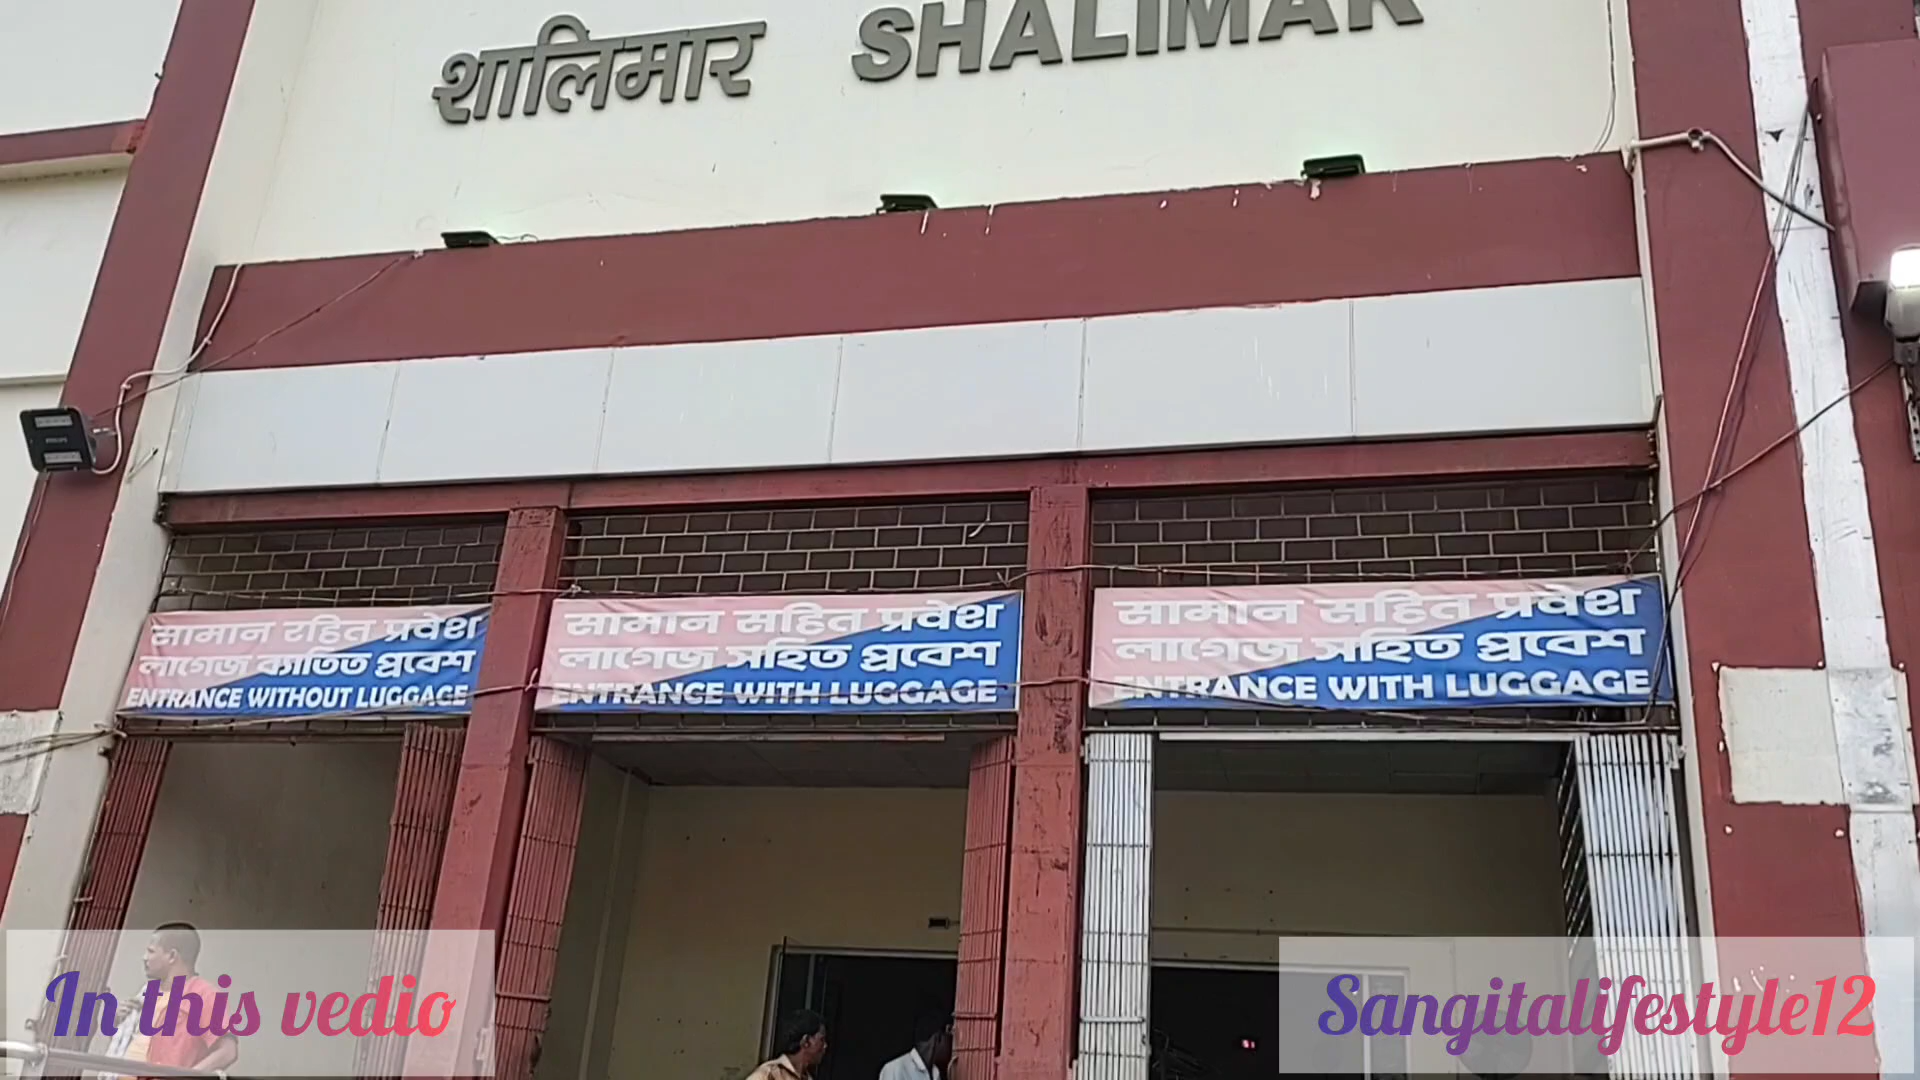 शालिमार SHALIMAR
सामान रहित प्रवेश
লাগেজ ব্যাতিত প্রবেশ
ENTRANCE WITHOUT LUGGAGE
सामान सहित प्रवेश
লাগেজ সহিত প্রবেশ
ENTRANCE WITH LUGGAGE
सामान सहित प्रवेश
লাগেজ সহিত প্রবেশ
ENTRANCE WITH LUGGAGE
In this vedio
Sangitalifestyle12